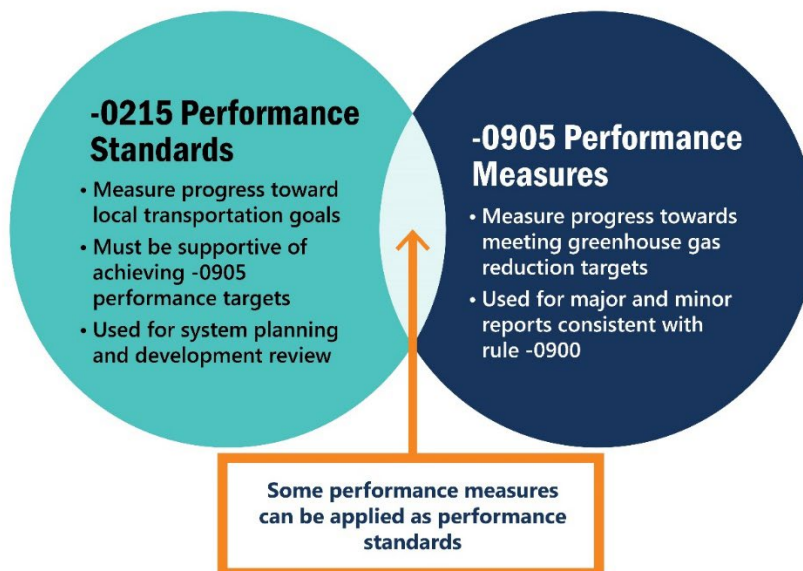 -0215 Performance
Standards
• Measure progress toward
local transportation goals
• Must be supportive of
achieving -0905
performance targets
• Used for system planning
and development review
-0905 Performance
Measures
• Measure progress towards
meeting greenhouse gas
reduction targets
• Used for major and minor
reports consistent with
rule -0900
Some performance measures
can be applied as performance
standards